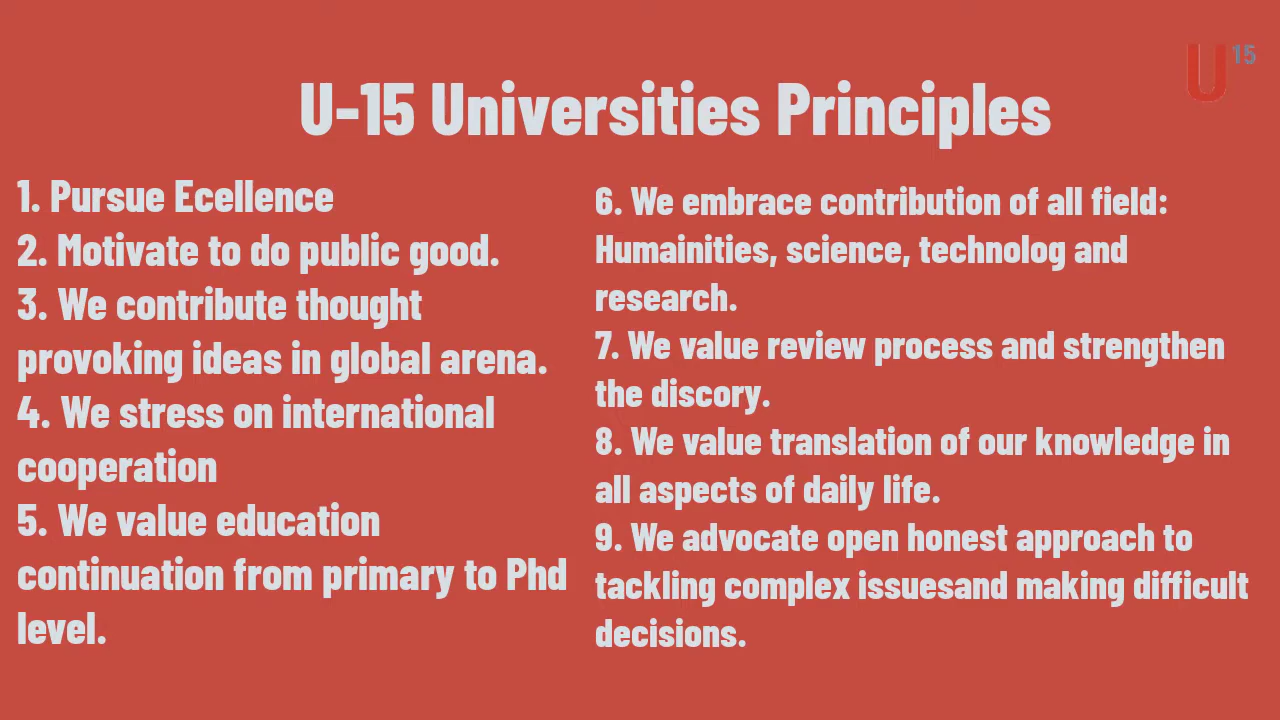 U15
U-15 Universities Principles
1. Pursue Ecellence
2. Motivate to do public good.
3. We contribute thought
provoking ideas in global arena.
4. We stress on international
cooperation
5. We value education
continuation from primary to Phd
level.
6. We embrace contribution of all field:
Humainities, science, technolog and
research.
7. We value review process and strengthen
the discory.
8. We value translation of our knowledge in
all aspects of daily life.
9. We advocate open honest approach to
tackling complex issuesand making difficult
decisions.